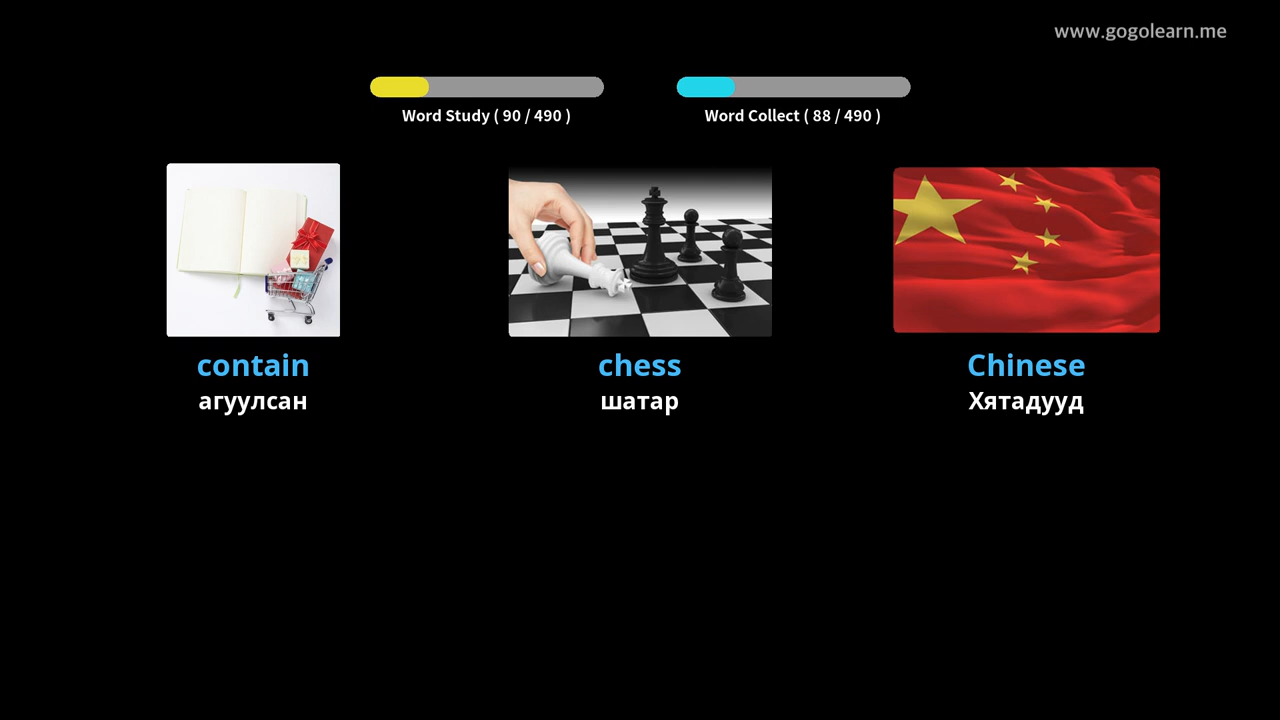 www.gogolearn.me
Word Study ( 90 / 490 )
Word Collect ( 88 / 490 )
contain
агуулсан
chess
шатар
Chinese
Хятадууд